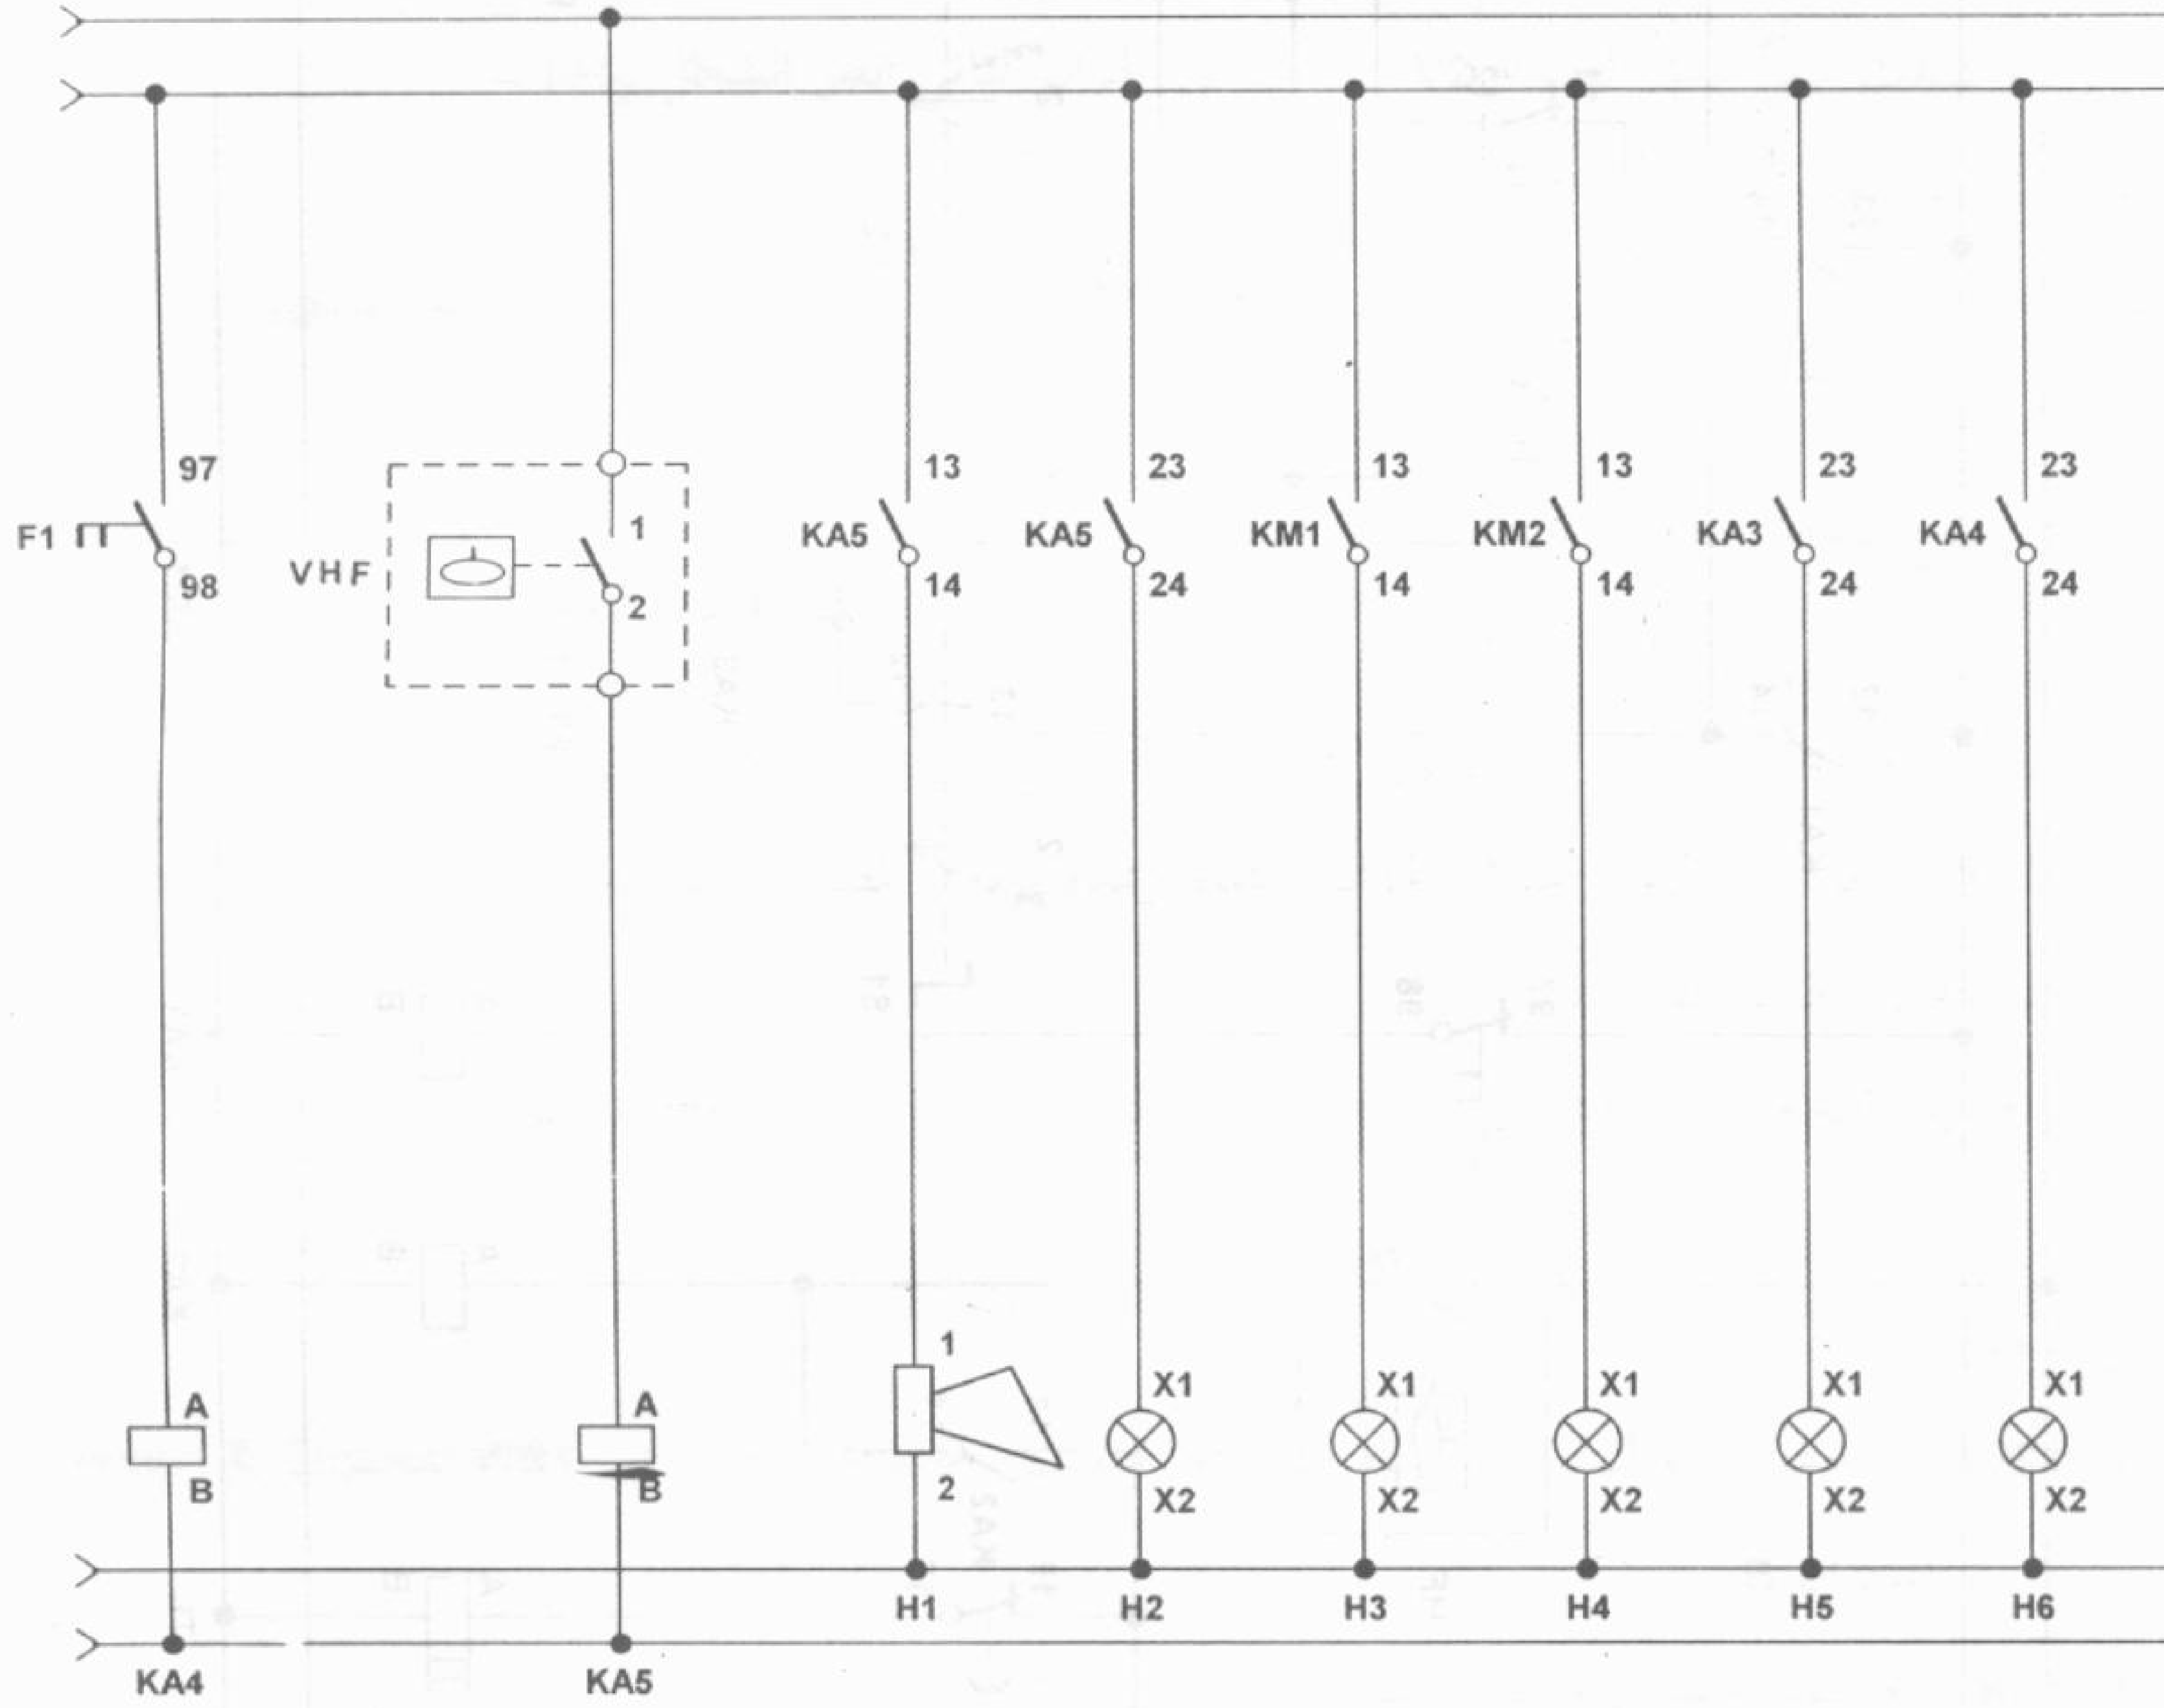 97 13 23 13 13 23 23
F1 VHF 1 KA5 KA5 KM1 KM2 KA3 KA4
98 2 14 24 14 14 24 24
1
A A X1 X1 X1 X1 X1
B B 2 X2 X2 X2 X2 X2
H1 H2 H3 H4 H5 H6
KA4 KA5